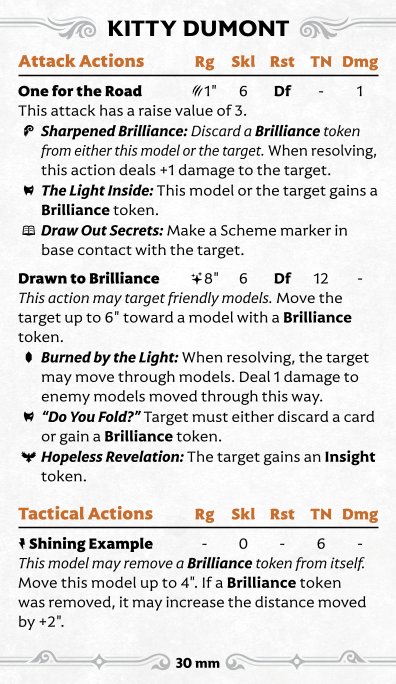 KITTY DUMONT
Attack Actions Rg Skl Rst TN Dmg
One for the Road 1" 6 Df - 1
This attack has a raise value of 3.
Sharpened Brilliance: Discard a Brilliance token
from either this model or the target. When resolving,
this action deals +1 damage to the target.
The Light Inside: This model or the target gains a
Brilliance token.
Draw Out Secrets: Make a Scheme marker in
base contact with the target.
Drawn to Brilliance 8" 6 Df 12 -
This action may target friendly models. Move the
target up to 6" toward a model with a Brilliance
token.
Burned by the Light: When resolving, the target
may move through models. Deal 1 damage to
enemy models moved through this way.
"Do You Fold?" Target must either discard a card
or gain a Brilliance token.
Hopeless Revelation: The target gains an Insight
token.
Tactical Actions Rg Skl Rst TN Dmg
Shining Example - 0 - 6 -
This model may remove a Brilliance token from itself.
Move this model up to 4". If a Brilliance token
was removed, it may increase the distance moved
by +2".
30 mm